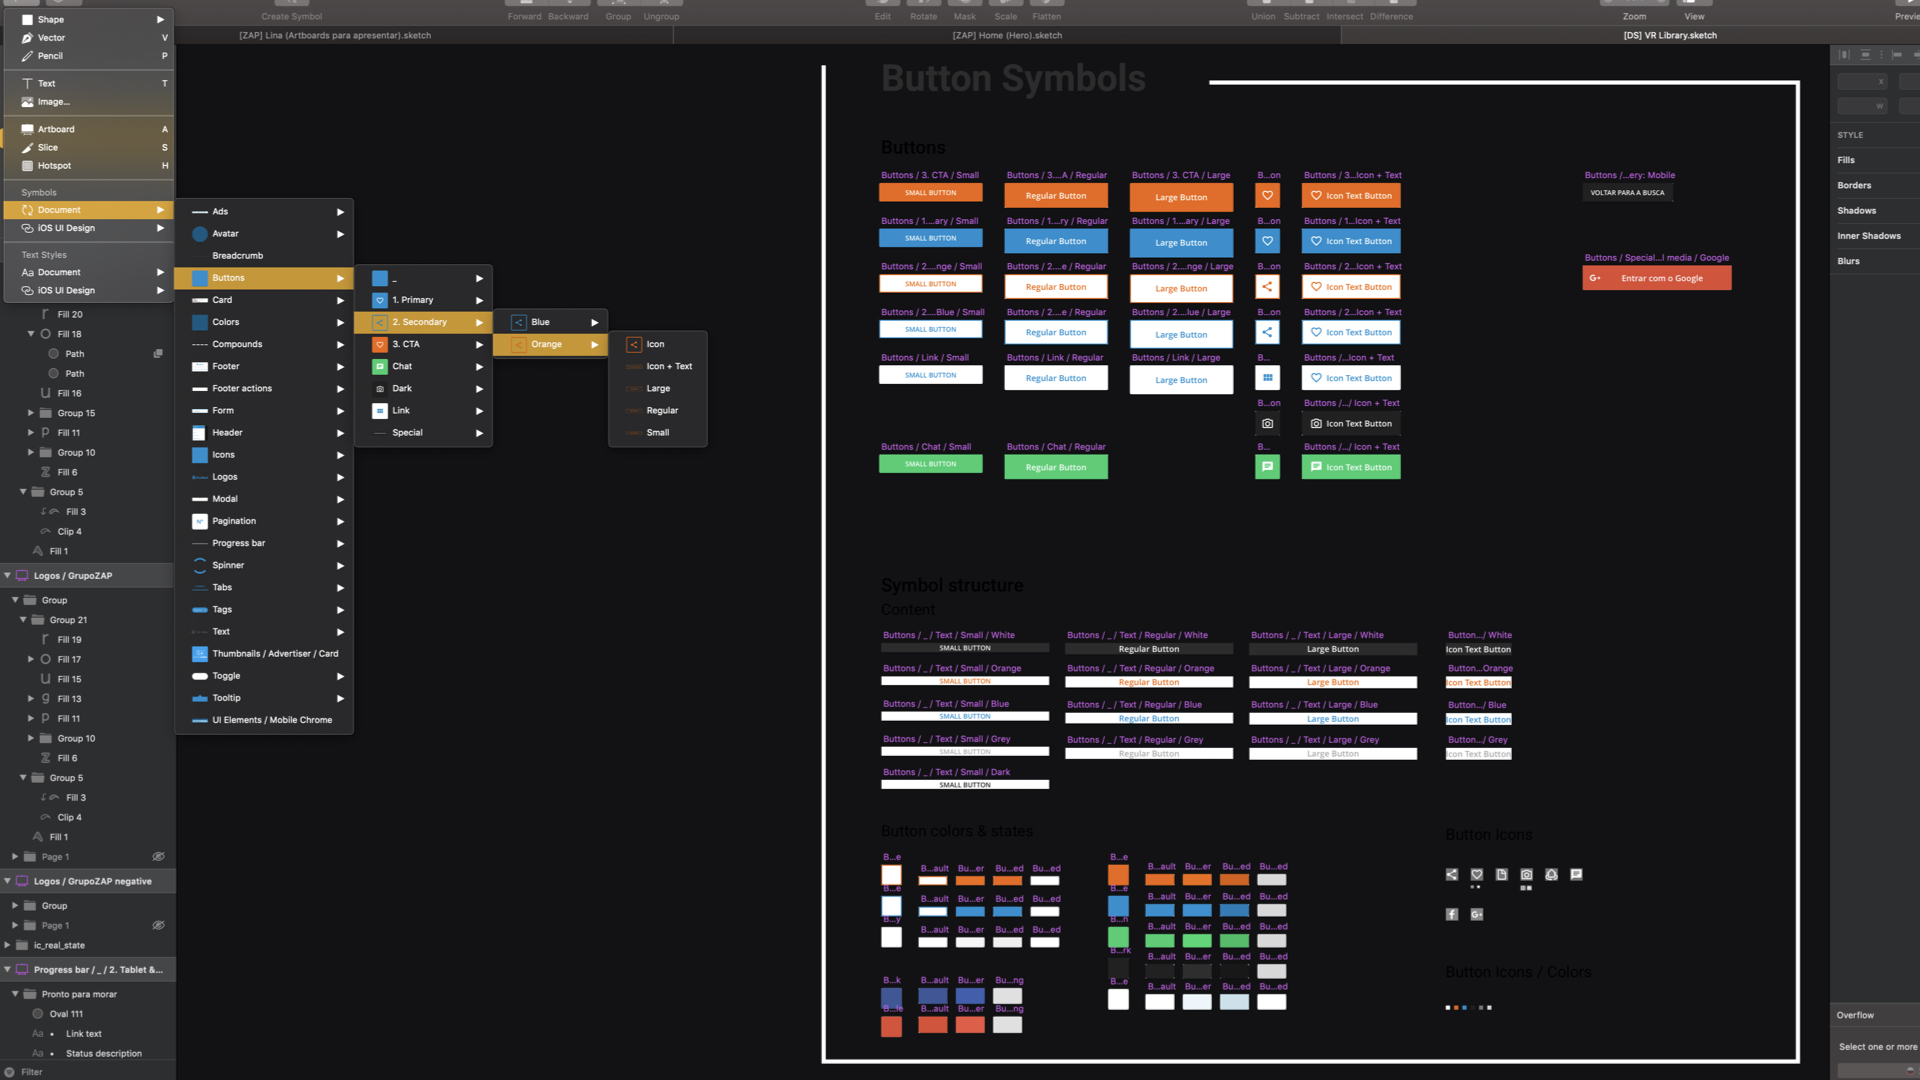 Create Symbol
Forward
Backward
Group
Ungroup
Edit
Rotate
Mask
Scale
Flatten
Union
Subtract
Intersect
Difference
Zoom
View
[ZAP] Lina (Artboards para apresentar).sketch
[ZAP] Home (Hero).sketch
[DS] VR Library.sketch
Shape
Vector V
Pencil P
Text T
Image...
Artboard A
Slice S
Hotspot H
Symbols
Document
iOS UI Design
Text Styles
Aa Document
iOS UI Design
Fill 20
Fill 18
Path
Path
Fill 16
Group 15
Fill 11
Group 10
Fill 6
Group 5
Fill 3
Clip 4
Fill 1
Logos / GrupoZAP
Group
Group 21
Fill 19
Fill 17
Fill 15
Fill 13
Fill 11
Group 10
Fill 6
Group 5
Fill 3
Clip 4
Fill 1
Page 1
Logos / GrupoZAP negative
Group
Page 1
ic_real_state
Progress bar / _ / 2. Tablet &...
Pronto para morar
Oval 111
Aa • Link text
Aa • Status description
Filter
Ads
Avatar
Breadcrumb
Buttons
Card
Colors
Compounds
Footer
Footer actions
Form
Header
Icons
Logos
Modal
Pagination
Progress bar
Spinner
Tabs
Tags
Text
Thumbnails / Advertiser / Card
Toggle
Tooltip
UI Elements / Mobile Chrome
_
1. Primary
2. Secondary
3. CTA
Chat
Dark
Link
Special
Blue
Orange
Icon
Icon + Text
Large
Regular
Small
Button Symbols
Buttons
Buttons / 3. CTA / Small
Buttons / 3....A / Regular
Buttons / 3. CTA / Large
B...on
Buttons / 3...Icon + Text
SMALL BUTTON
Regular Button
Large Button
Icon Text Button
Buttons / 1....ary / Small
Buttons / 1....ry / Regular
Buttons / 1....ary / Large
B...on
Buttons / 1...Icon + Text
SMALL BUTTON
Regular Button
Large Button
Icon Text Button
Buttons / 2....nge / Small
Buttons / 2....e / Regular
Buttons / 2....nge / Large
B...on
Buttons / 2...Icon + Text
SMALL BUTTON
Regular Button
Large Button
Icon Text Button
Buttons / 2....Blue / Small
Buttons / 2....e / Regular
Buttons / 2....lue / Large
B...on
Buttons / 2...Icon + Text
SMALL BUTTON
Regular Button
Large Button
Icon Text Button
Buttons / Link / Small
Buttons / Link / Regular
Buttons / Link / Large
B...
Buttons /...Icon + Text
SMALL BUTTON
Regular Button
Large Button
Icon Text Button
B...on
Buttons /.../ Icon + Text
Icon Text Button
Buttons / Chat / Small
Buttons / Chat / Regular
B...
Buttons /.../ Icon + Text
SMALL BUTTON
Regular Button
Icon Text Button
Buttons /...ery: Mobile
VOLTAR PARA A BUSCA
Buttons / Special...l media / Google
G+ Entrar com o Google
Symbol structure
Content
Buttons / _ / Text / Small / White
Buttons / _ / Text / Regular / White
Buttons / _ / Text / Large / White
Button.../ White
SMALL BUTTON
Regular Button
Large Button
Icon Text Button
Buttons / _ / Text / Small / Orange
Buttons / _ / Text / Regular / Orange
Buttons / _ / Text / Large / Orange
Button...Orange
SMALL BUTTON
Regular Button
Large Button
Icon Text Button
Buttons / _ / Text / Small / Blue
Buttons / _ / Text / Regular / Blue
Buttons / _ / Text / Large / Blue
Button.../ Blue
SMALL BUTTON
Regular Button
Large Button
Icon Text Button
Buttons / _ / Text / Small / Grey
Buttons / _ / Text / Regular / Grey
Buttons / _ / Text / Large / Grey
Button.../ Grey
SMALL BUTTON
Regular Button
Large Button
Icon Text Button
Buttons / _ / Text / Small / Dark
SMALL BUTTON
Button colors & states
B...e
B...ault Bu...er Bu...ed Bu...ed
B...e
B...ault Bu...er Bu...ed Bu...ed
B...y
B...ault Bu...er Bu...ed Bu...ed
B...k
B...ault Bu...er Bu...ng
B...le
B...ault Bu...er Bu...ng
B...e
B...ault Bu...er Bu...ed Bu...ed
B...e
B...ault Bu...er Bu...ed Bu...ed
B...n
B...ault Bu...er Bu...ed Bu...ed
B...rk
B...ault Bu...er Bu...ed Bu...ed
B...e
B...ault Bu...er Bu...ed Bu...ed
Button Icons
Button Icons / Colors
X
W
STYLE
Fills
Borders
Shadows
Inner Shadows
Blurs
Overflow
Select one or more